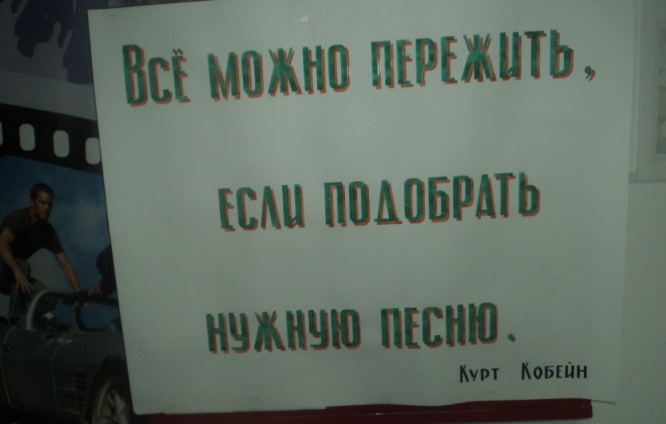 Всё можно пережить,
если подобрать
нужную песню.
Курт Кобейн